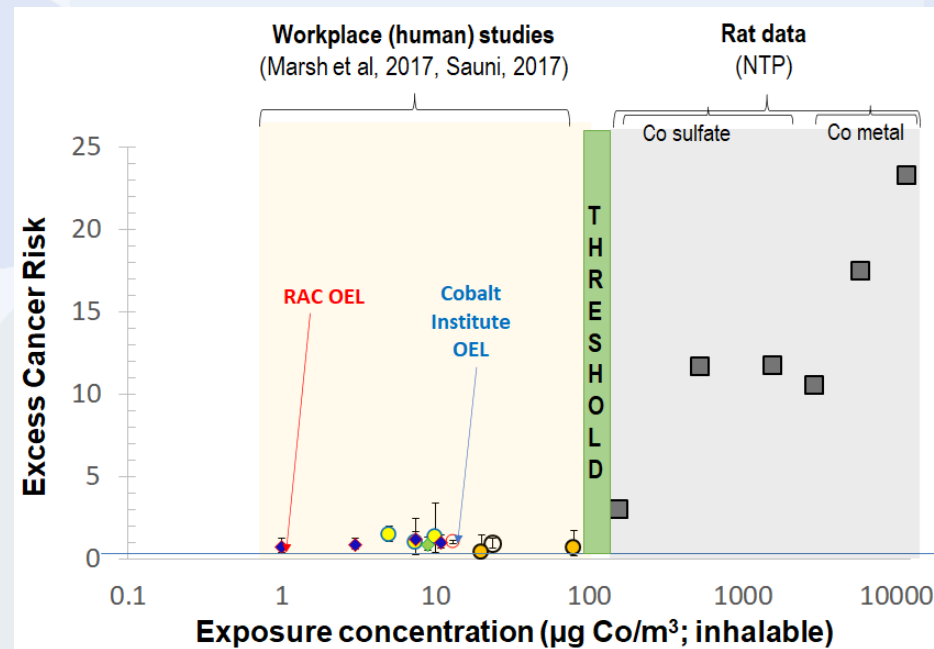 Workplace (human) studies
(Marsh et al, 2017, Sauni, 2017)
Rat data
(NTP)
Co sulfate
Co metal
25
20
15
10
5
0
Excess Cancer Risk
RAC OEL
Cobalt
Institute
OEL
T
H
R
E
S
H
O
L
D
0.1
1
10
100
1000
10000
Exposure concentration (µg Co/m³; inhalable)